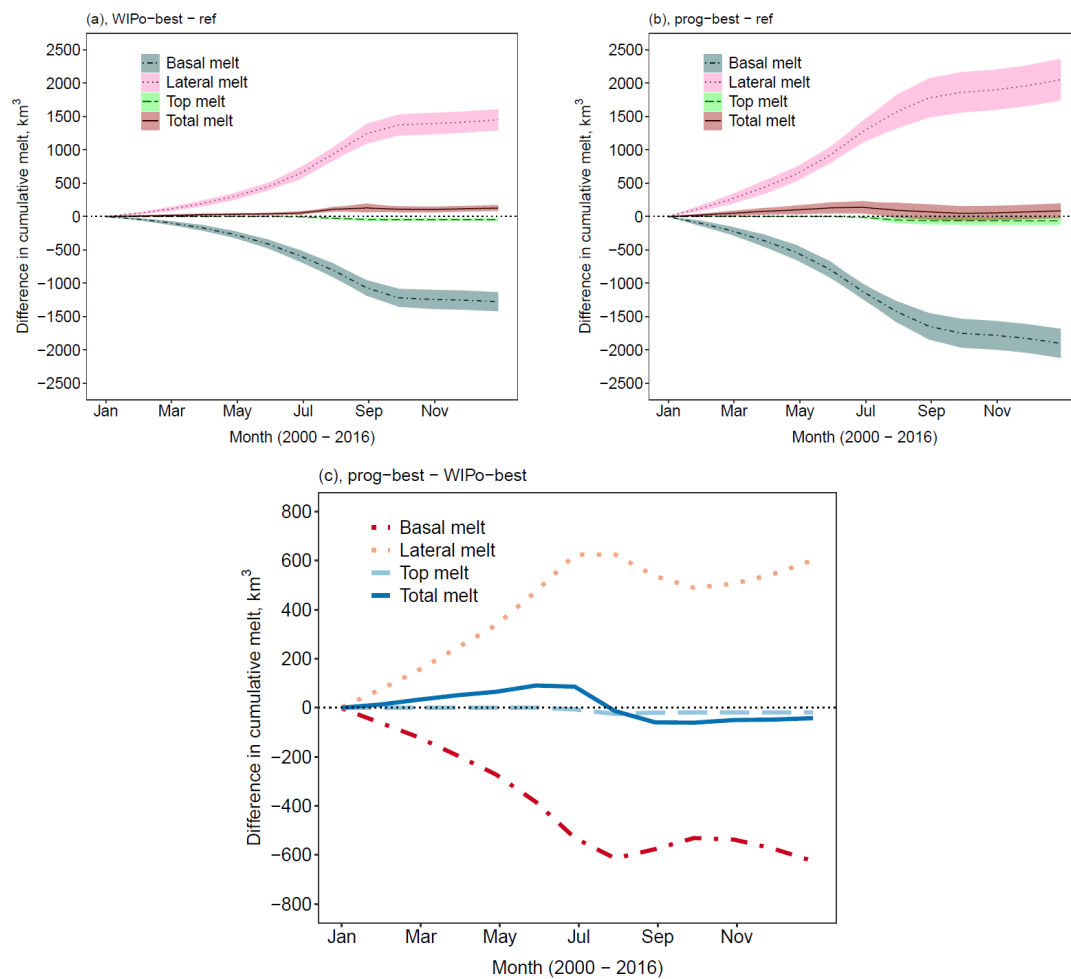 (a), WIPo−best − ref
Difference in cumulative melt, km³
2500
2000
1500
1000
500
0
−500
−1000
−1500
−2000
−2500
Basal melt
Lateral melt
Top melt
Total melt
Jan Mar May Jul Sep Nov
Month (2000 − 2016)
(b), prog−best − ref
Difference in cumulative melt, km³
2500
2000
1500
1000
500
0
−500
−1000
−1500
−2000
−2500
Basal melt
Lateral melt
Top melt
Total melt
Jan Mar May Jul Sep Nov
Month (2000 − 2016)
(c), prog−best − WIPo−best
Difference in cumulative melt, km³
800
600
400
200
0
−200
−400
−600
−800
Basal melt
Lateral melt
Top melt
Total melt
Jan Mar May Jul Sep Nov
Month (2000 − 2016)